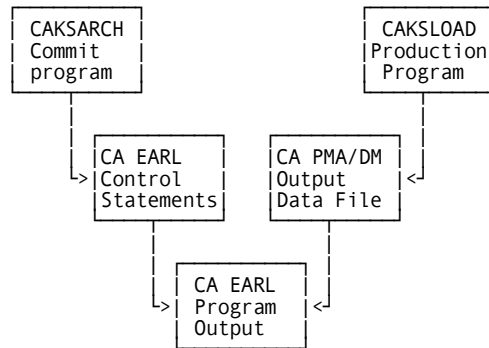 CAKSARCH
Commit
program
CAKSLOAD
Production
Program
CA EARL
Control
Statements
CA PMA/DM
Output
Data File
CA EARL
Program
Output